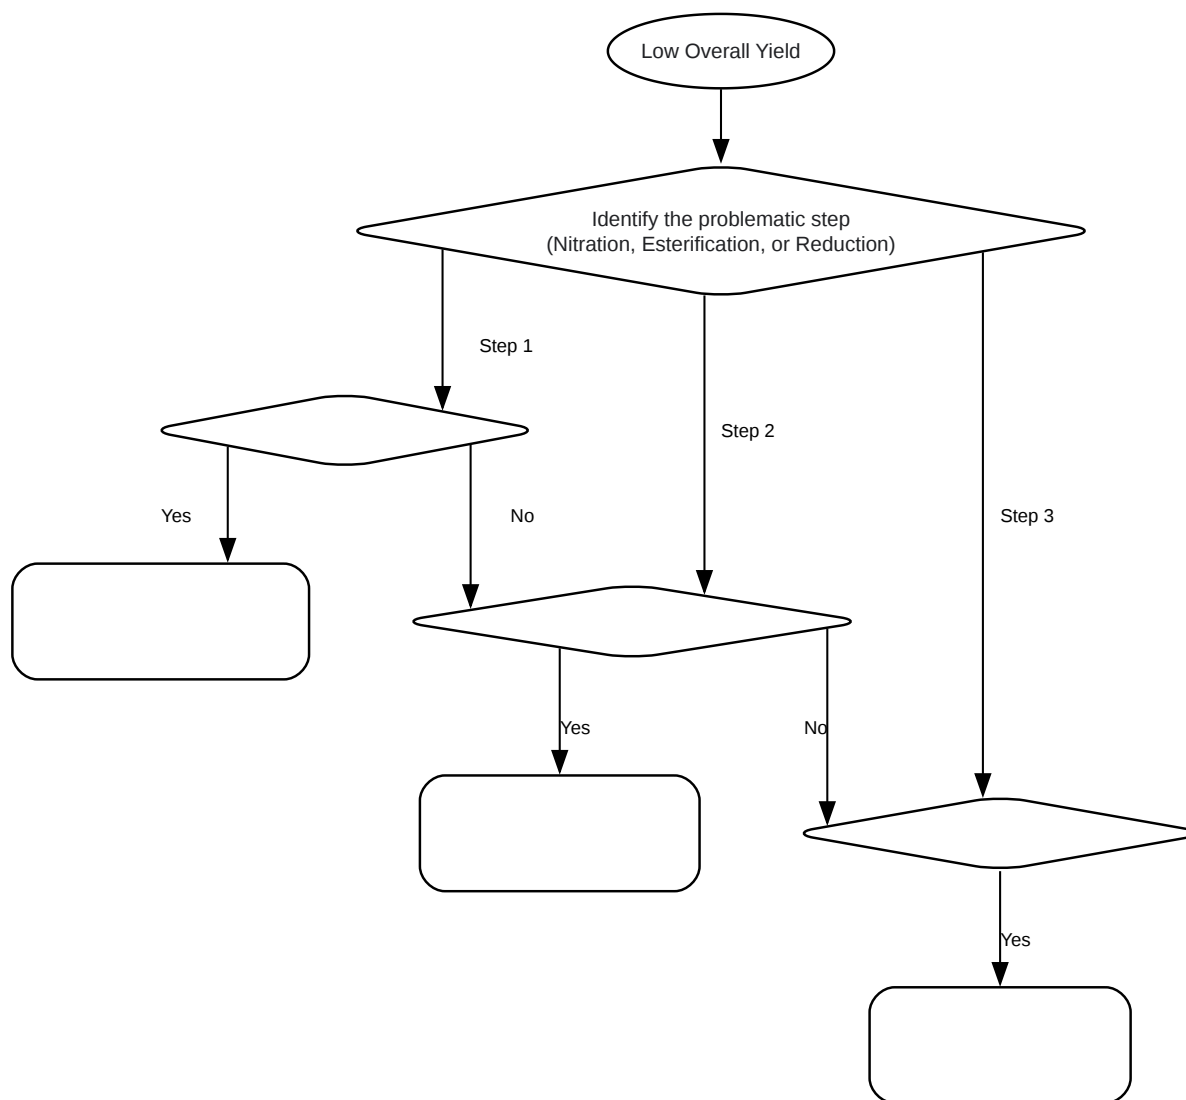 Low Overall Yield
Identify the problematic step
(Nitration, Esterification, or Reduction)
Step 1
Step 2
Yes
No
Step 3
Yes
No
Yes